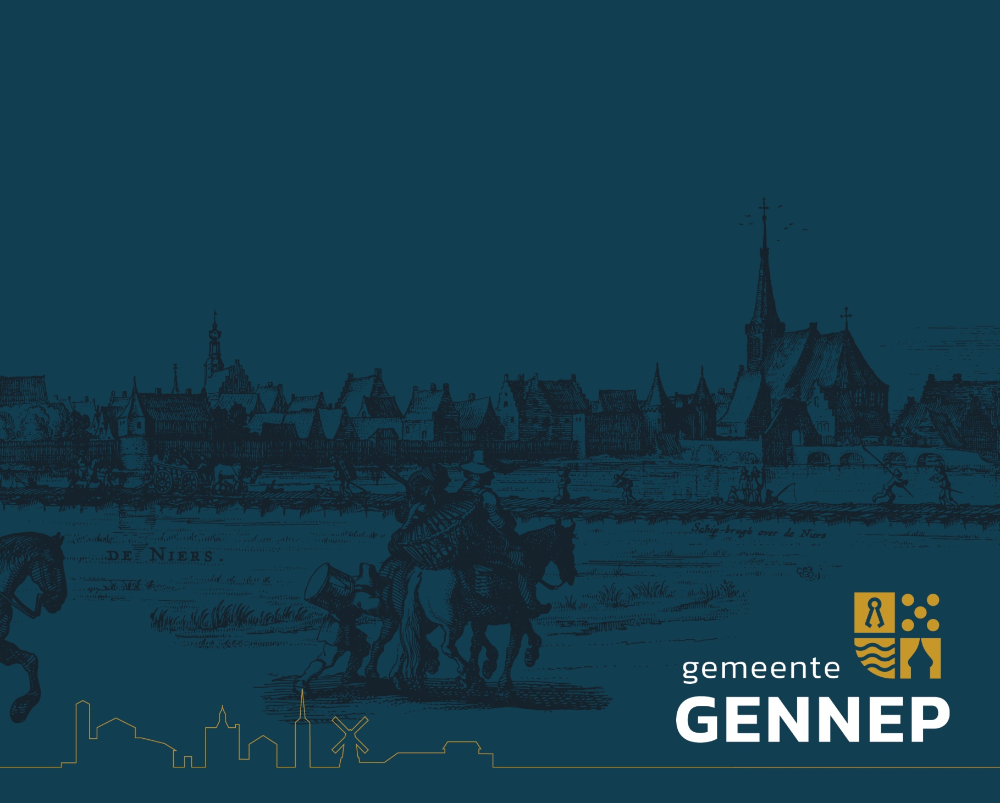 DE NIERS.
Schip-brugh over de Niers
gemeente
GENNEP